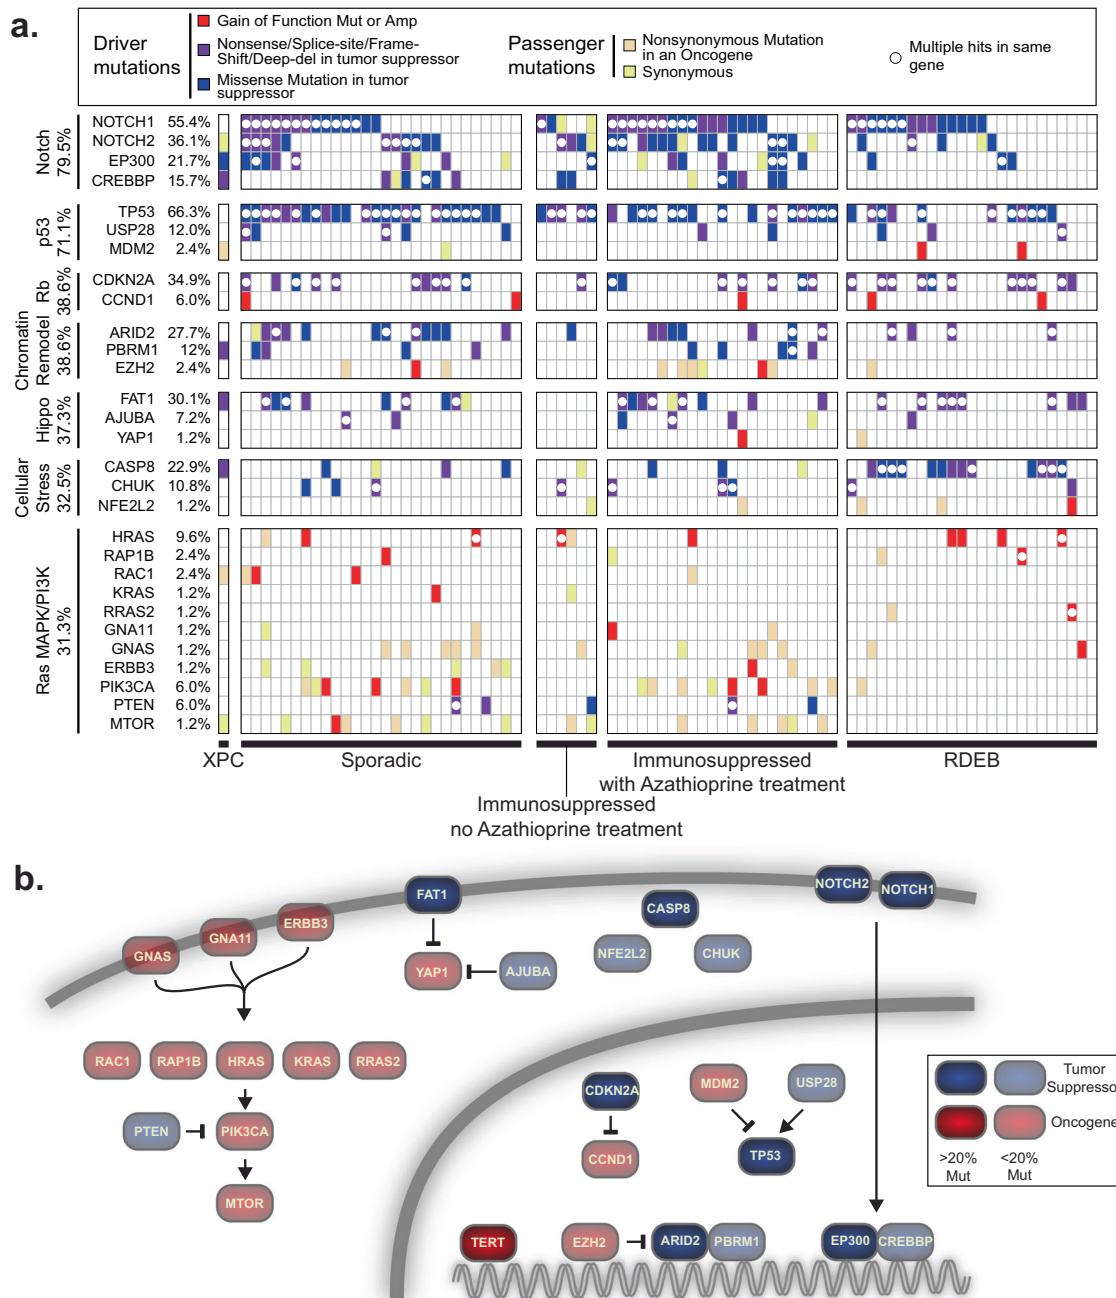 a.
Driver
mutations
Gain of Function Mut or Amp
Nonsense/Splice-site/Frame-
Shift/Deep-del in tumor suppressor
Missense Mutation in tumor
suppressor
Passenger
mutations
Nonsynonymous Mutation
in an Oncogene
Synonymous
Multiple hits in same
gene
Notch
79.5%
NOTCH1 55.4%
NOTCH2 36.1%
EP300 21.7%
CREBBP 15.7%
p53
71.1%
TP53 66.3%
USP28 12.0%
MDM2 2.4%
Rb
38.6%
CDKN2A 34.9%
CCND1 6.0%
Chromatin
Remodel
38.6%
ARID2 27.7%
PBRM1 12%
EZH2 2.4%
Hippo
37.3%
FAT1 30.1%
AJUBA 7.2%
YAP1 1.2%
Cellular
Stress
32.5%
CASP8 22.9%
CHUK 10.8%
NFE2L2 1.2%
Ras MAPK/PI3K
31.3%
HRAS 9.6%
RAP1B 2.4%
RAC1 2.4%
KRAS 1.2%
RRAS2 1.2%
GNA11 1.2%
GNAS 1.2%
ERBB3 1.2%
PIK3CA 6.0%
PTEN 6.0%
MTOR 1.2%
XPC
Sporadic
Immunosuppressed
no Azathioprine treatment
Immunosuppressed
with Azathioprine treatment
RDEB
b.
FAT1
NOTCH2
NOTCH1
CASP8
ERBB3
GNA11
GNAS
NFE2L2
CHUK
YAP1
AJUBA
RAC1
RAP1B
HRAS
KRAS
RRAS2
MDM2
USP28
CDKN2A
PTEN
PIK3CA
CCND1
TP53
MTOR
TERT
EZH2
ARID2
PBRM1
EP300
CREBBP
Tumor
Suppressor
Oncogene
>20%
Mut
<20%
Mut